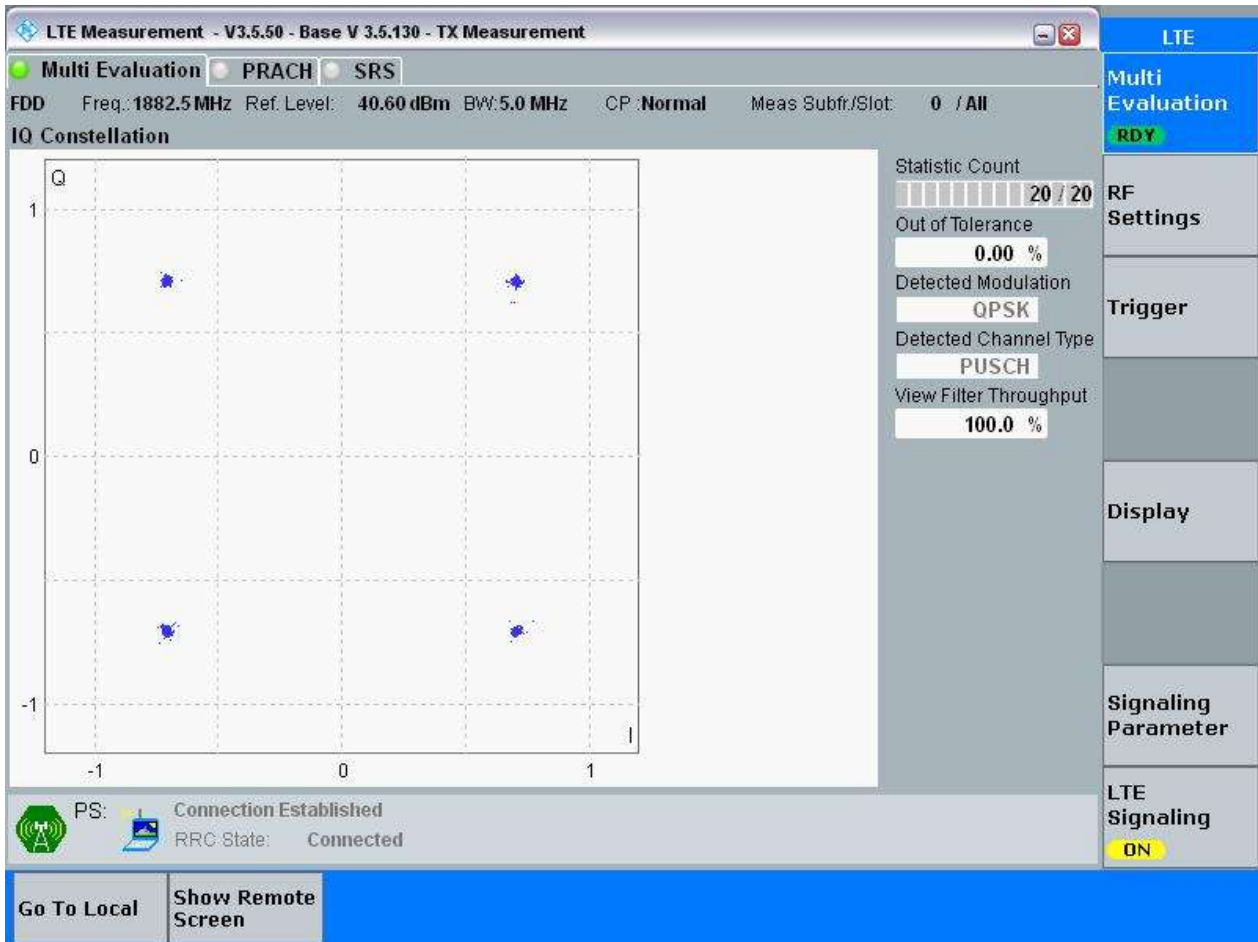 LTE Measurement - V3.5.50 - Base V 3.5.130 - TX Measurement
LTE
Multi Evaluation PRACH SRS
FDD Freq.: 1882.5 MHz Ref. Level: 40.60 dBm BW: 5.0 MHz CP : Normal Meas Subfr./Slot: 0 / All
IQ Constellation
Q
1
0
-1
I
-1 0 1
Statistic Count
20 / 20
Out of Tolerance
0.00 %
Detected Modulation
QPSK
Detected Channel Type
PUSCH
View Filter Throughput
100.0 %
PS: Connection Established
RRC State: Connected
Multi
Evaluation
RDY
RF
Settings
Trigger
Display
Signaling
Parameter
LTE
Signaling
ON
Go To Local
Show Remote
Screen